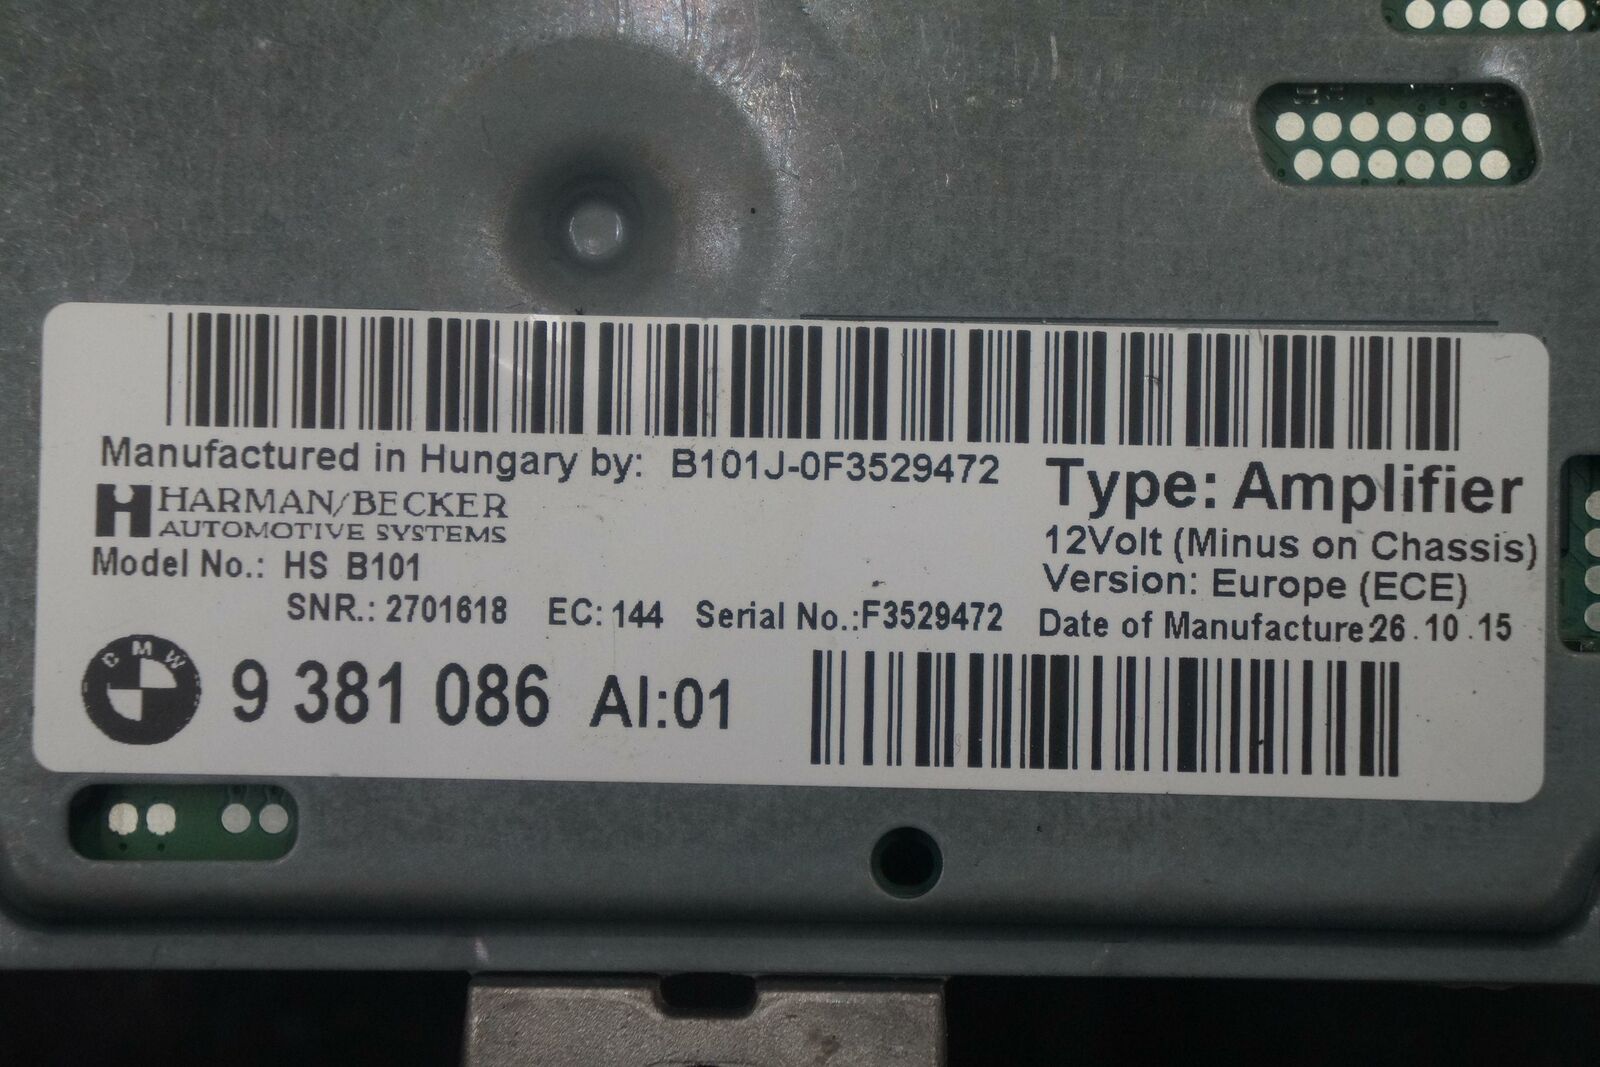 Manufactured in Hungary by: B101J-0F3529472
HARMAN/BECKER
AUTOMOTIVE SYSTEMS
Model No.: HS B101
SNR.: 2701618 EC: 144 Serial No.:F3529472
Type: Amplifier
12Volt (Minus on Chassis)
Version: Europe (ECE)
Date of Manufacture:26.10.15
BMW
9 381 086 AI:01